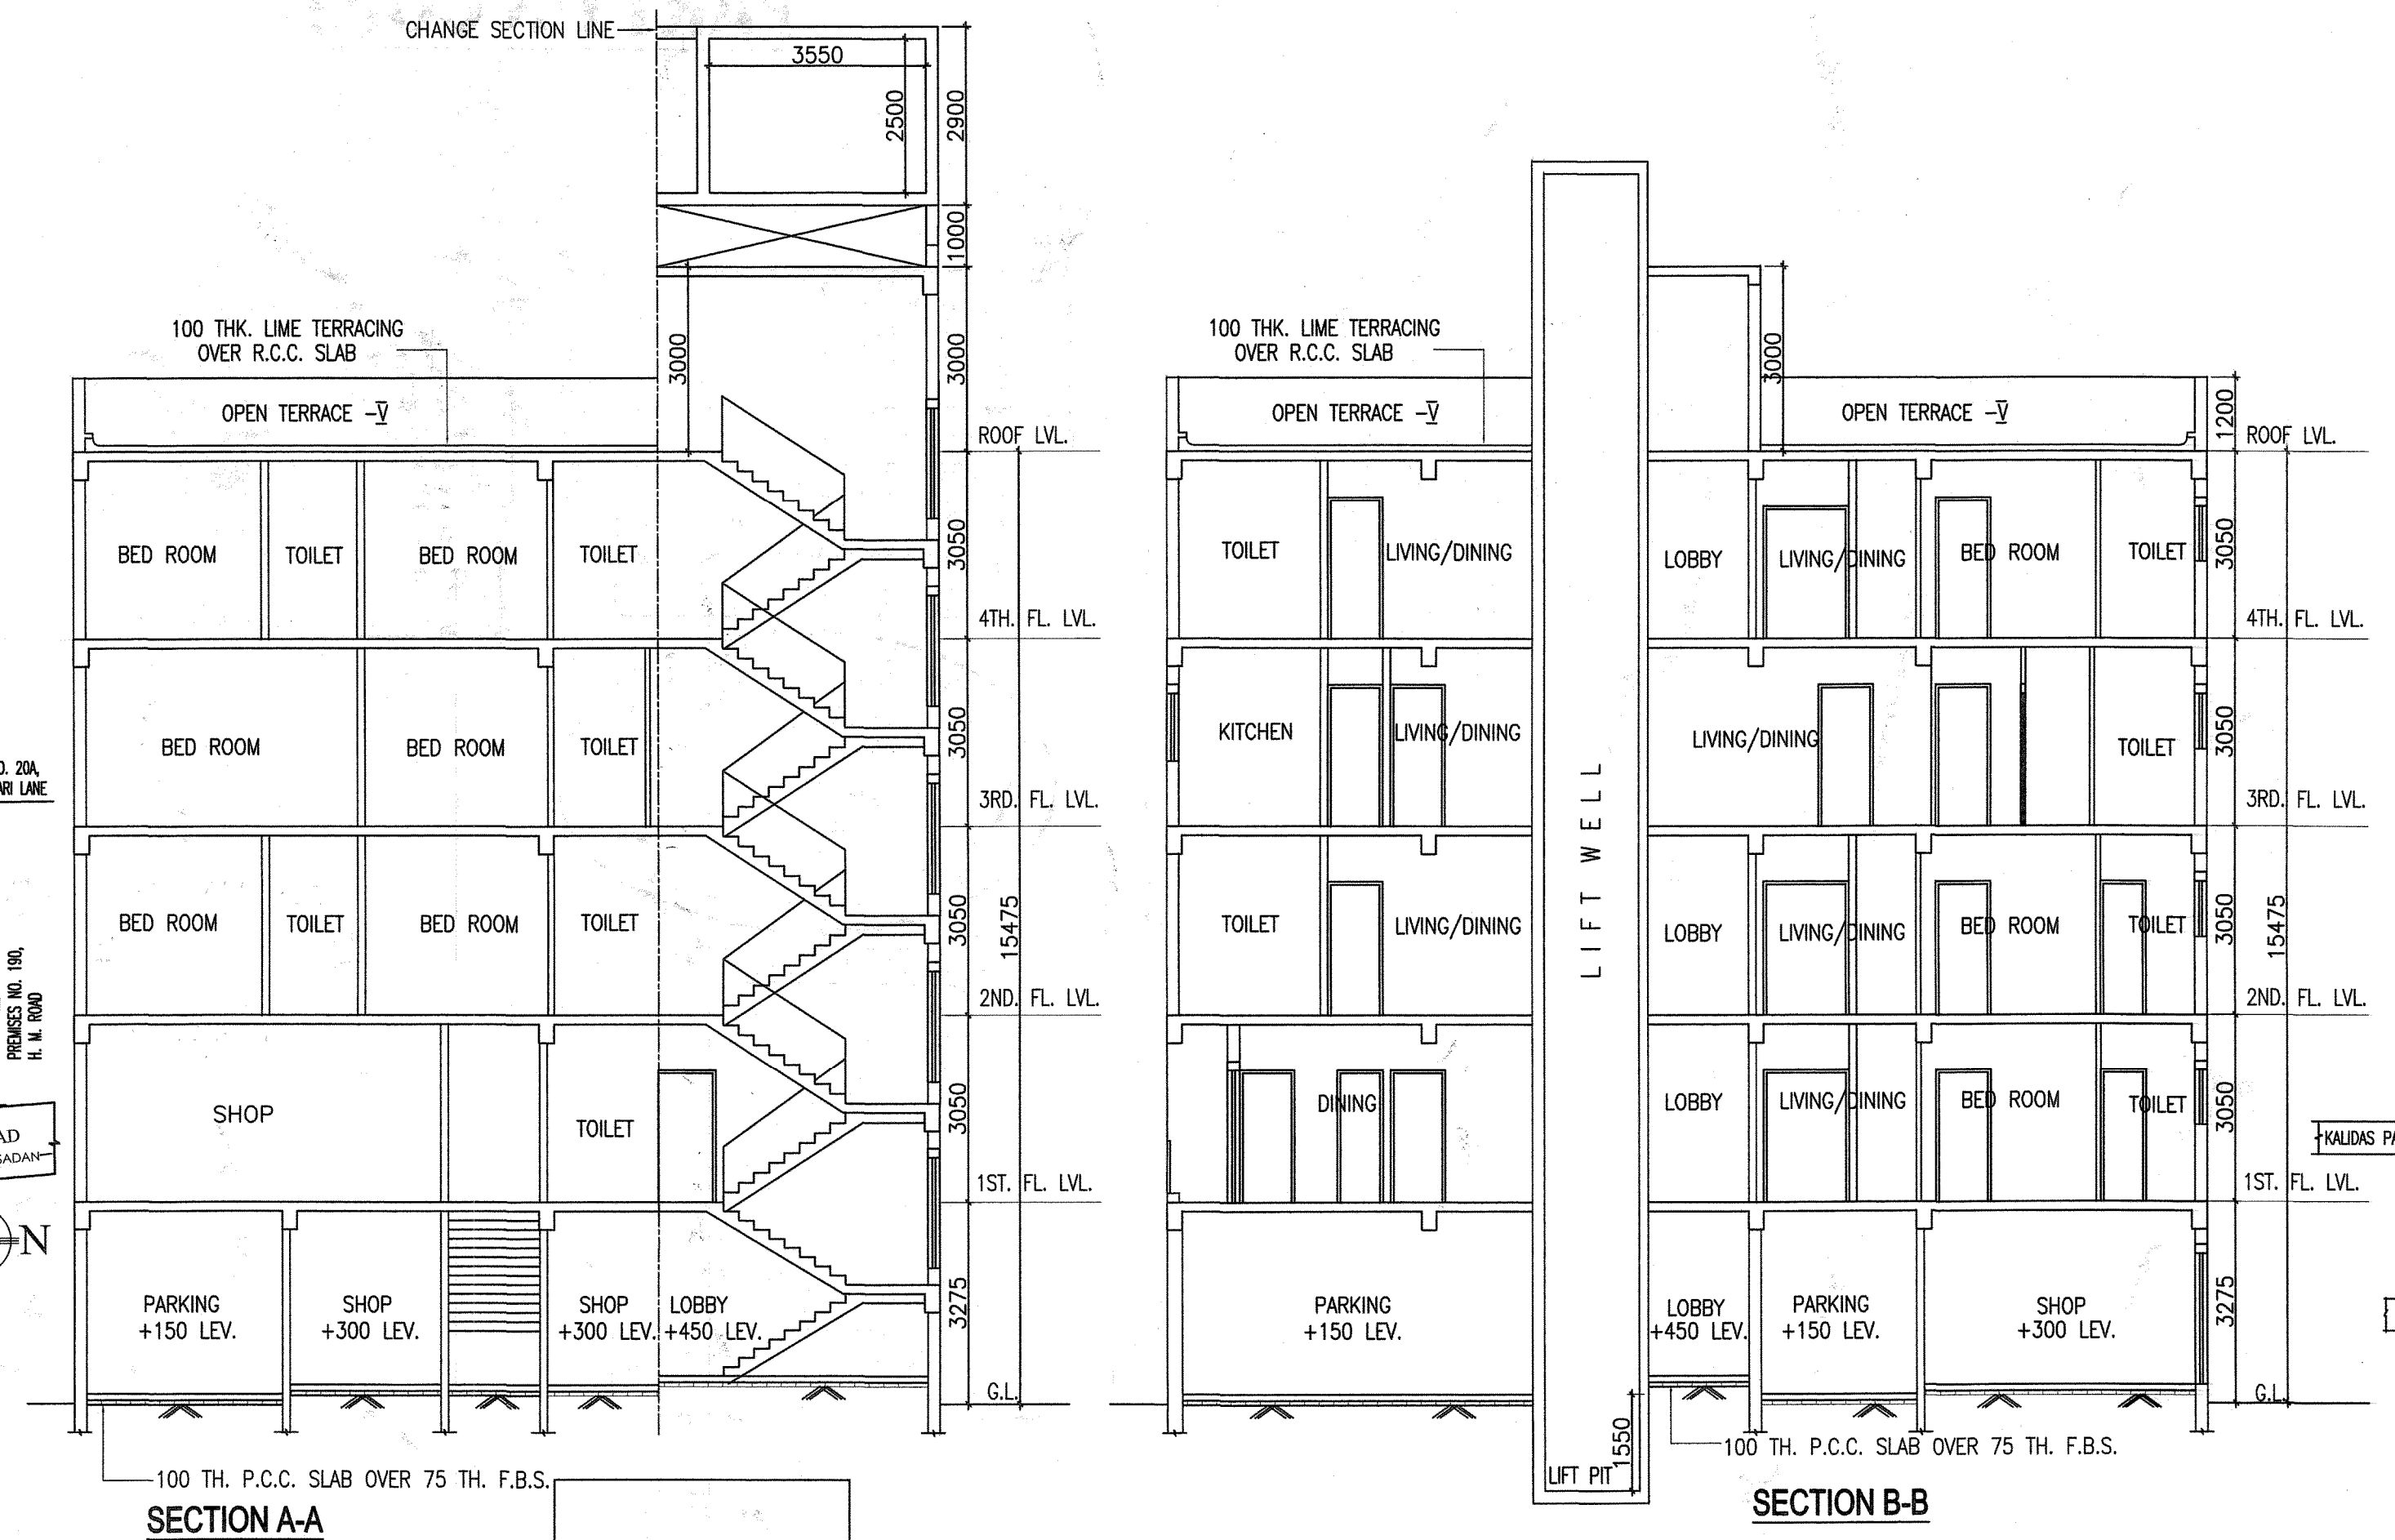 CHANGE SECTION LINE
3550
2500
2900
1000
100 THK. LIME TERRACING
OVER R.C.C. SLAB
3000
3000
OPEN TERRACE -V
ROOF LVL.
BED ROOM
TOILET
BED ROOM
TOILET
3050
4TH. FL. LVL.
BED ROOM
BED ROOM
TOILET
3050
3RD. FL. LVL.
BED ROOM
TOILET
BED ROOM
TOILET
3050
15475
2ND. FL. LVL.
SHOP
TOILET
3050
1ST. FL. LVL.
PARKING
+150 LEV.
SHOP
+300 LEV.
SHOP
+300 LEV.
LOBBY
+450 LEV.
3275
G.L.
100 TH. P.C.C. SLAB OVER 75 TH. F.B.S.
SECTION A-A
20A,
LANE
PREMISES NO. 190,
H. M. ROAD
SADAN
N
100 THK. LIME TERRACING
OVER R.C.C. SLAB
3000
OPEN TERRACE -V
OPEN TERRACE -V
1200
ROOF LVL.
TOILET
LIVING/DINING
LOBBY
LIVING/DINING
BED ROOM
TOILET
3050
4TH. FL. LVL.
KITCHEN
LIVING/DINING
LIVING/DINING
TOILET
3050
3RD. FL. LVL.
LIFT WELL
TOILET
LIVING/DINING
LOBBY
LIVING/DINING
BED ROOM
TOILET
3050
15475
2ND. FL. LVL.
DINING
LOBBY
LIVING/DINING
BED ROOM
TOILET
3050
1ST. FL. LVL.
KALIDAS
PARKING
+150 LEV.
LOBBY
+450 LEV.
PARKING
+150 LEV.
SHOP
+300 LEV.
3275
G.L.
1550
LIFT PIT
100 TH. P.C.C. SLAB OVER 75 TH. F.B.S.
SECTION B-B